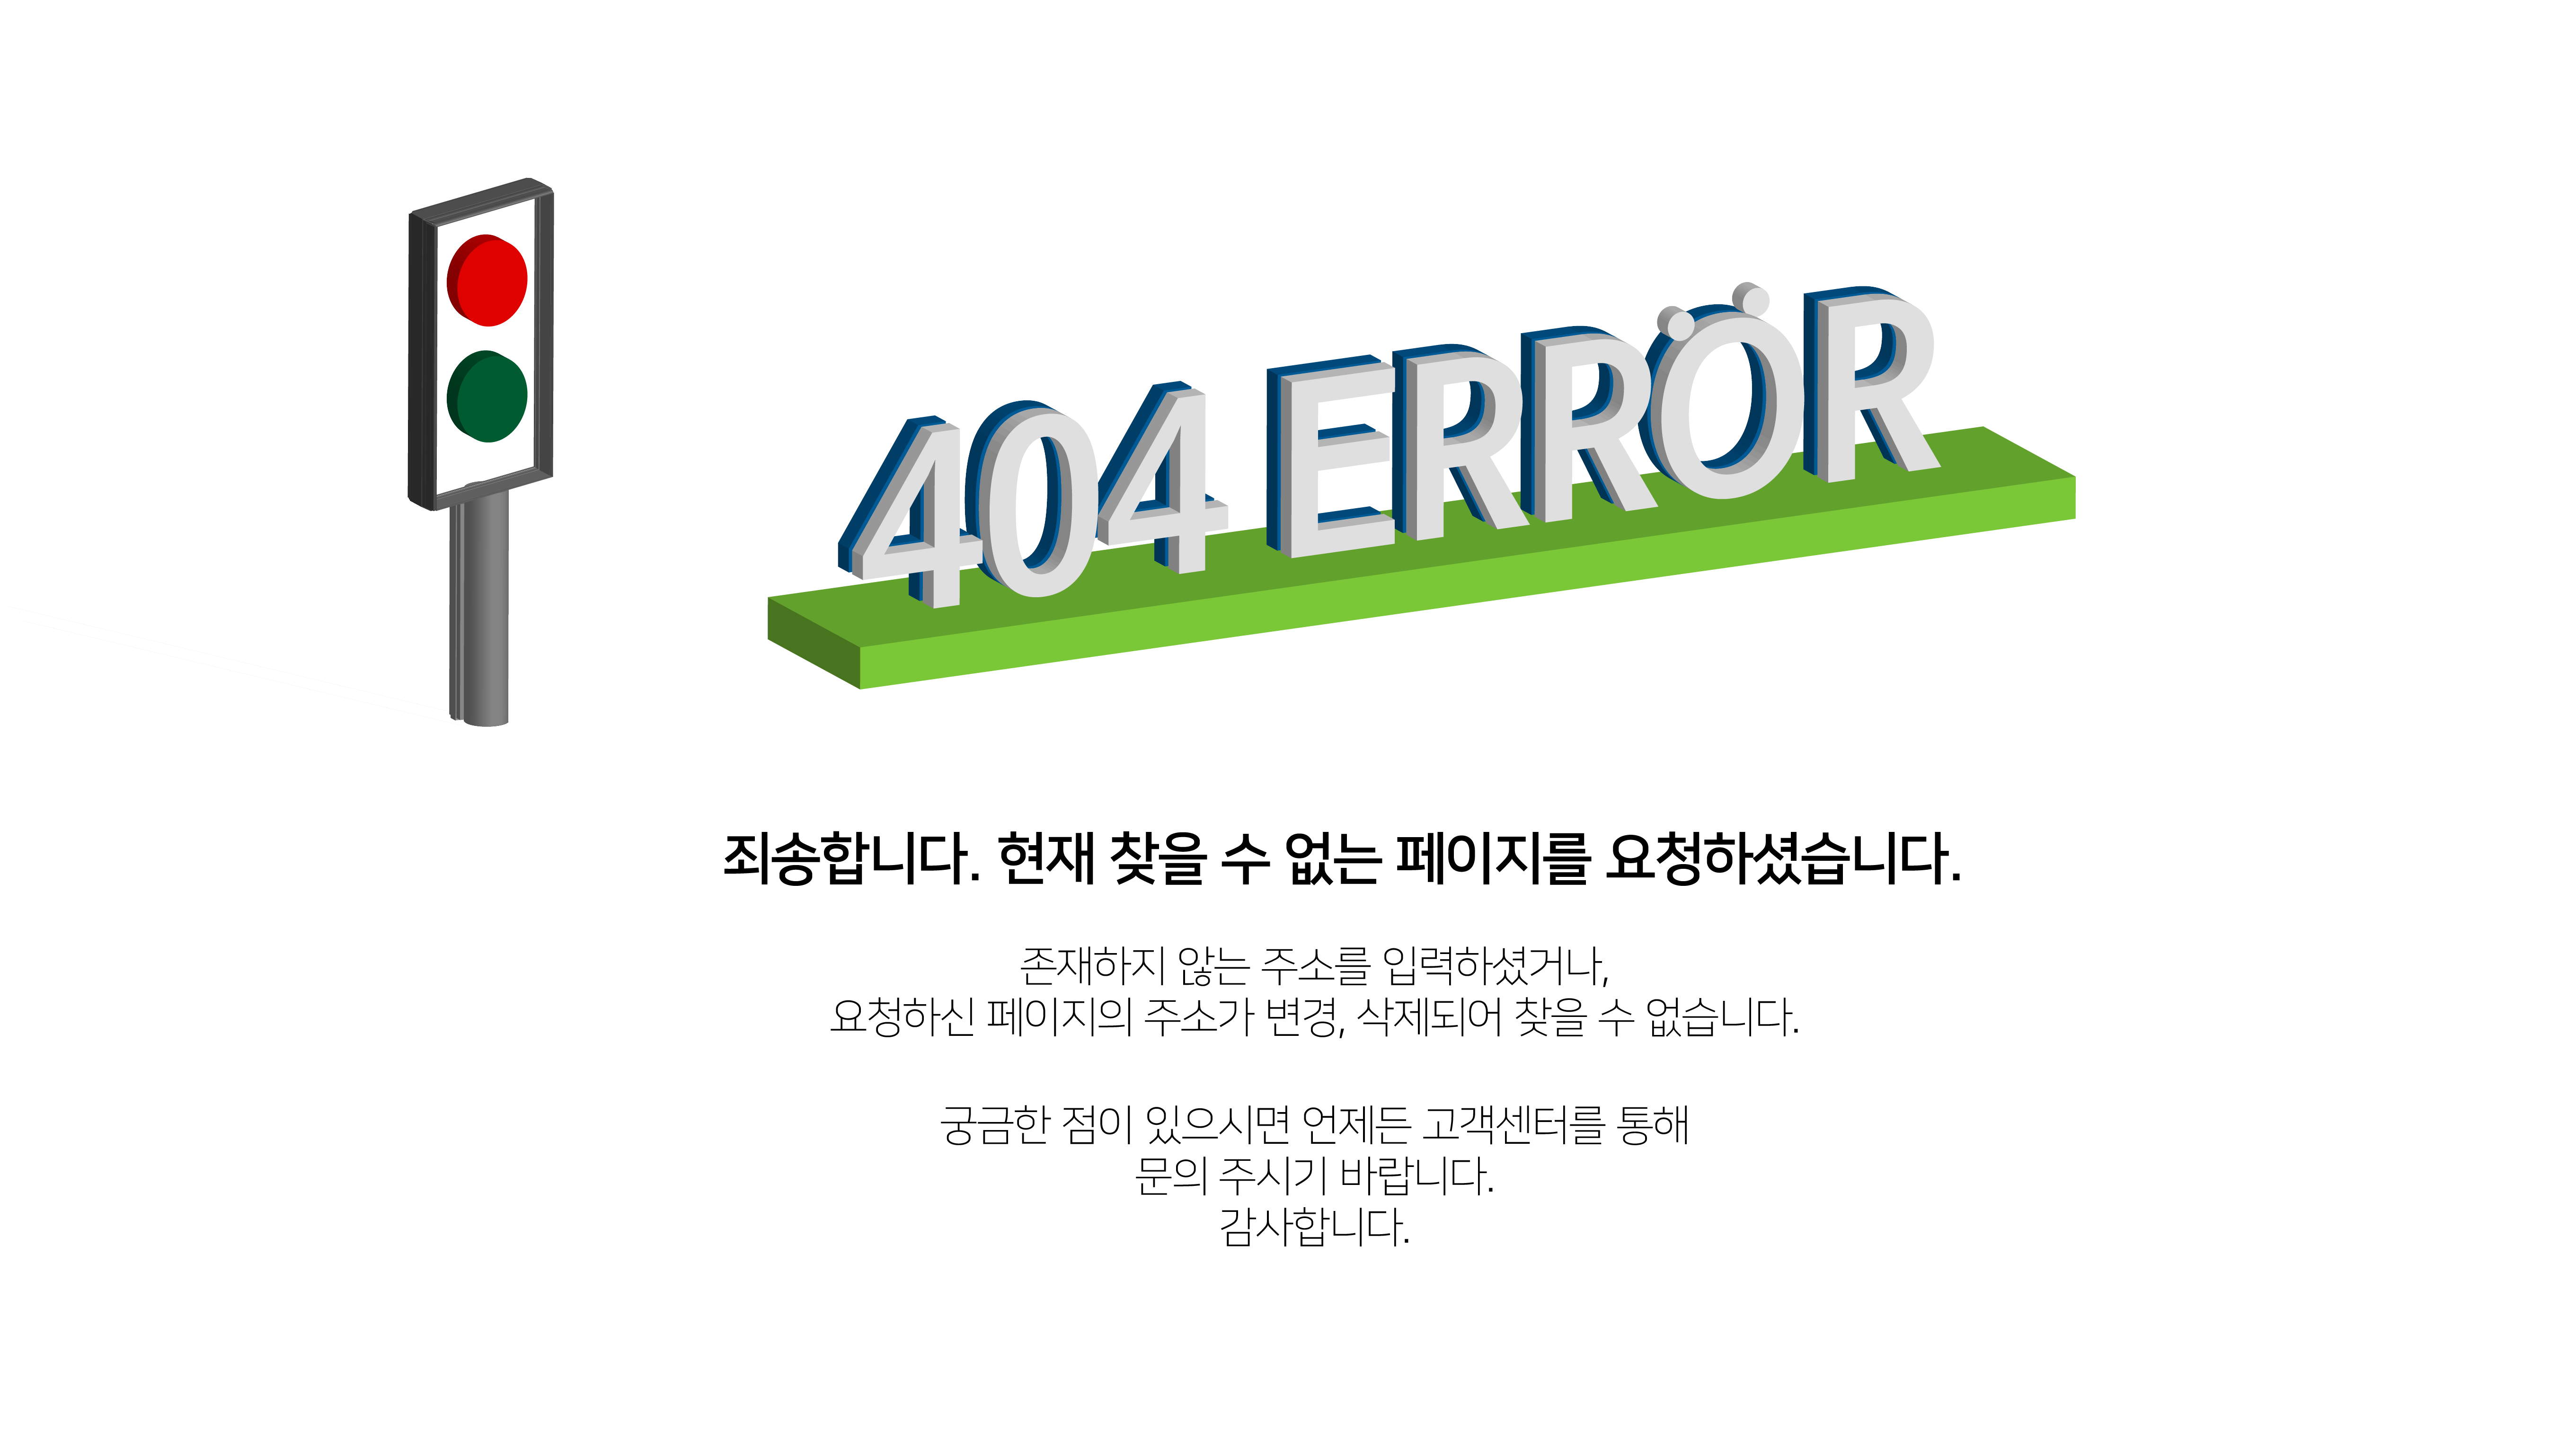 404 ERRÖR
죄송합니다. 현재 찾을 수 없는 페이지를 요청하셨습니다.
존재하지 않는 주소를 입력하셨거나,
요청하신 페이지의 주소가 변경, 삭제되어 찾을 수 없습니다.
궁금한 점이 있으시면 언제든 고객센터를 통해
문의 주시기 바랍니다.
감사합니다.